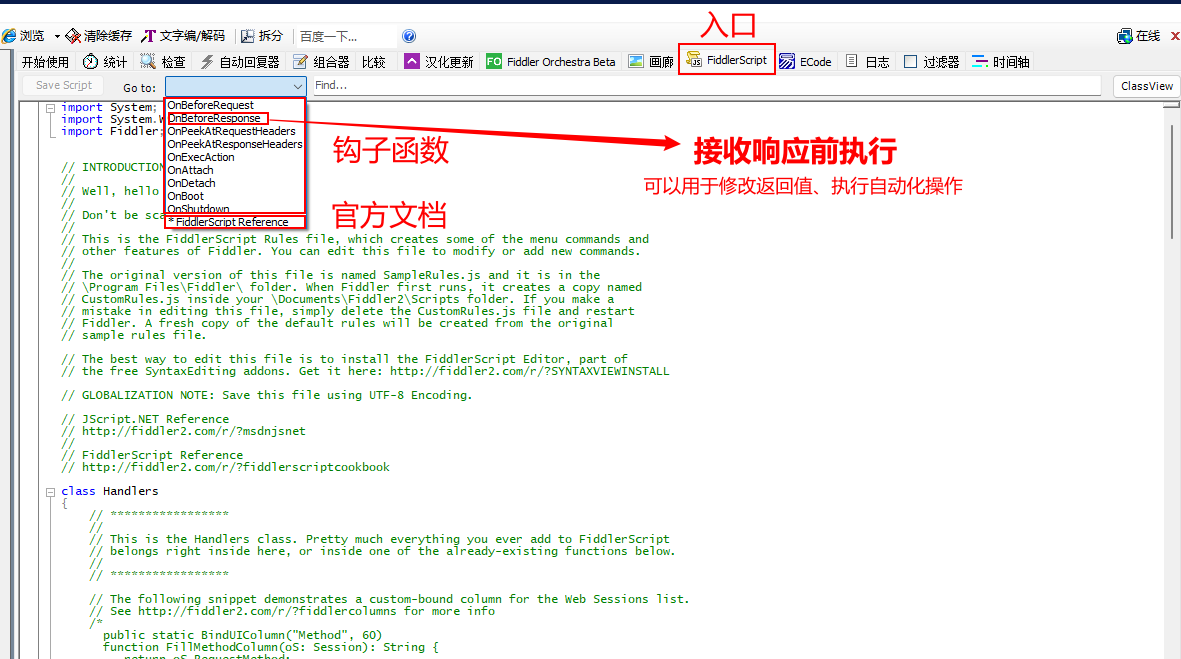 入口
浏览 清除缓存 文字编/解码 拆分 百度一下... 在线 x
开始使用 统计 检查 自动回复器 组合器 比较 汉化更新 FO Fiddler Orchestra Beta 画廊 FiddlerScript ECode 日志 过滤器 时间轴
Save Script Go to: Find... ClassView
import System;
import System.W
import Fiddler;
OnBeforeRequest
OnBeforeResponse
OnPeekAtRequestHeaders
OnPeekAtResponseHeaders
OnExecAction
OnAttach
OnDetach
OnBoot
OnShutdown
* FiddlerScript Reference
钩子函数
官方文档
接收响应前执行
可以用于修改返回值、执行自动化操作
// INTRODUCTION
//
// Well, hello
//
// Don't be sca
//
// This is the FiddlerScript Rules file, which creates some of the menu commands and
// other features of Fiddler. You can edit this file to modify or add new commands.
//
// The original version of this file is named SampleRules.js and it is in the
// \Program Files\Fiddler\ folder. When Fiddler first runs, it creates a copy named
// CustomRules.js inside your \Documents\Fiddler2\Scripts folder. If you make a
// mistake in editing this file, simply delete the CustomRules.js file and restart
// Fiddler. A fresh copy of the default rules will be created from the original
// sample rules file.
// The best way to edit this file is to install the FiddlerScript Editor, part of
// the free SyntaxEditing addons. Get it here: http://fiddler2.com/r/?SYNTAXVIEWINSTALL
// GLOBALIZATION NOTE: Save this file using UTF-8 Encoding.
// JScript.NET Reference
// http://fiddler2.com/r/?msdnjsnet
//
// FiddlerScript Reference
// http://fiddler2.com/r/?fiddlerscriptcookbook
class Handlers
{
// *****************
//
// This is the Handlers class. Pretty much everything you ever add to FiddlerScript
// belongs right inside here, or inside one of the already-existing functions below.
//
// *****************
// The following snippet demonstrates a custom-bound column for the Web Sessions list.
// See http://fiddler2.com/r/?fiddlercolumns for more info
/*
public static BindUIColumn("Method", 60)
function FillMethodColumn(oS: Session): String {
return oS.RequestMethod;